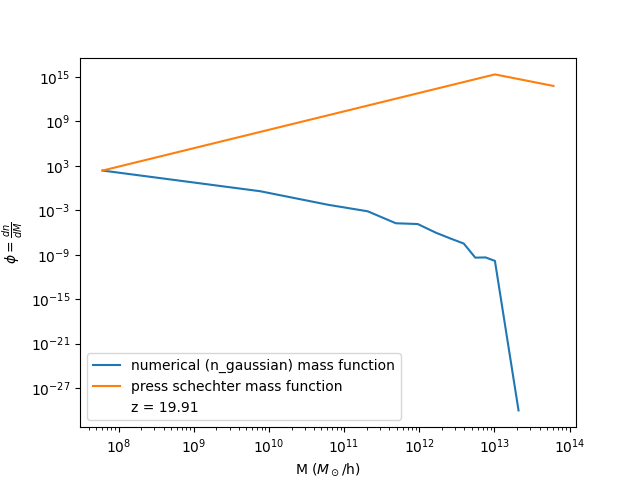 10^15
10^9
10^3
10^-3
10^-9
10^-15
10^-21
10^-27
ϕ = dn/dM
numerical (n_gaussian) mass function
press schechter mass function
z = 19.91
10^8 10^9 10^10 10^11 10^12 10^13 10^14
M (M_⊙/h)